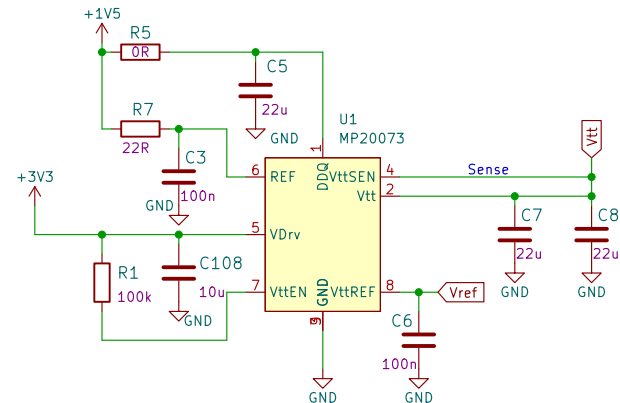 +1V5
R5
0R
C5
22u
GND
R7
22R
C3
100n
GND
U1
MP20073
1
DDQ
6
REF
VttSEN
4
Sense
Vtt
Vtt
2
C7
22u
GND
C8
22u
GND
+3V3
5
VDrv
R1
100k
C108
10u
GND
7
VttEN
GND
9
VttREF
8
Vref
C6
100n
GND
GND